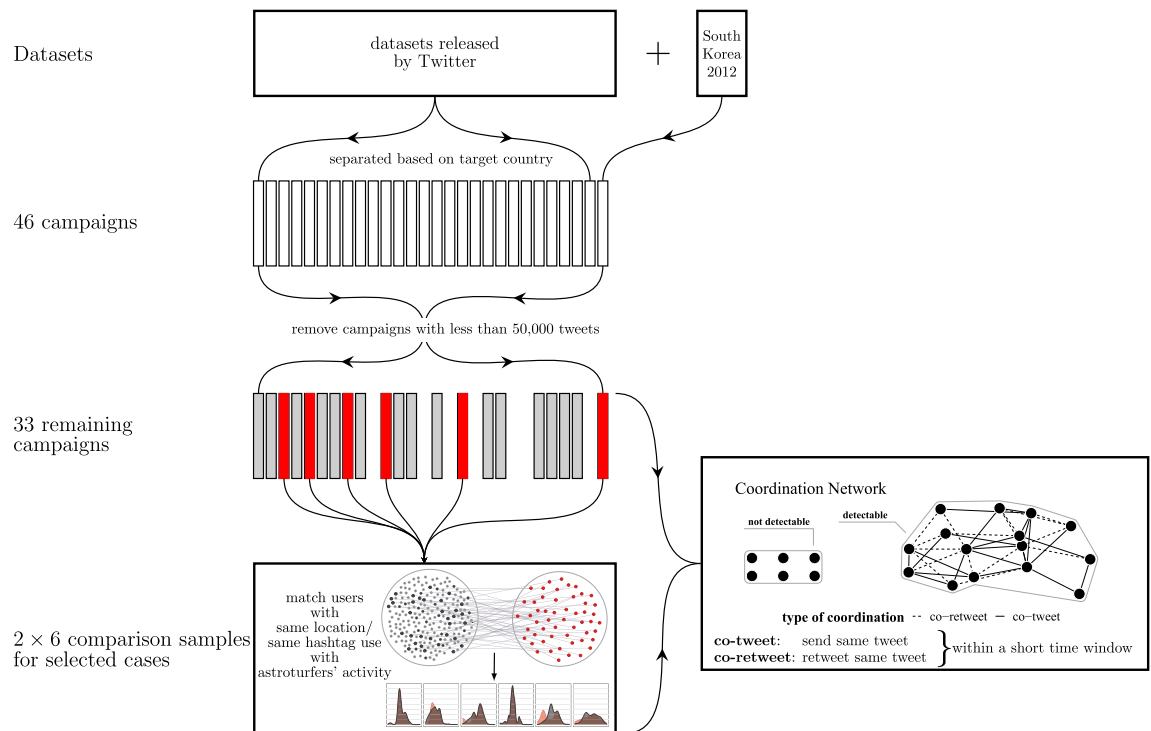 Datasets
datasets released
by Twitter
+
South
Korea
2012
separated based on target country
46 campaigns
remove campaigns with less than 50,000 tweets
33 remaining
campaigns
2 × 6 comparison samples
for selected cases
match users
with
same location/
same hashtag use
with
astroturfers' activity
Coordination Network
not detectable
detectable
type of coordination -- co–retweet — co–tweet
co-tweet: send same tweet
co-retweet: retweet same tweet
within a short time window